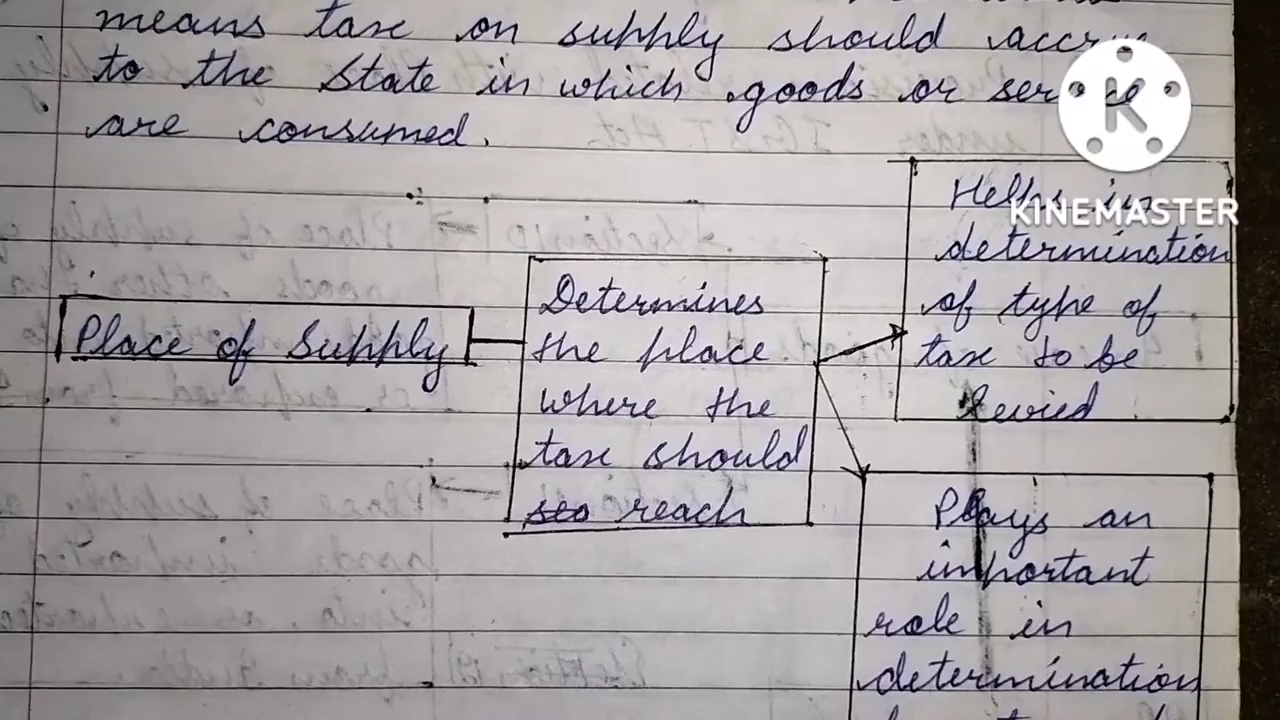 means tax on supply should accrue
to the State in which goods or
are consumed.
Place of Supply
Determines
the place
where the
tax should
reach
Helps in
determination
of type of
tax to be
levied
Plays an
important
role in
determination
KINEMASTER